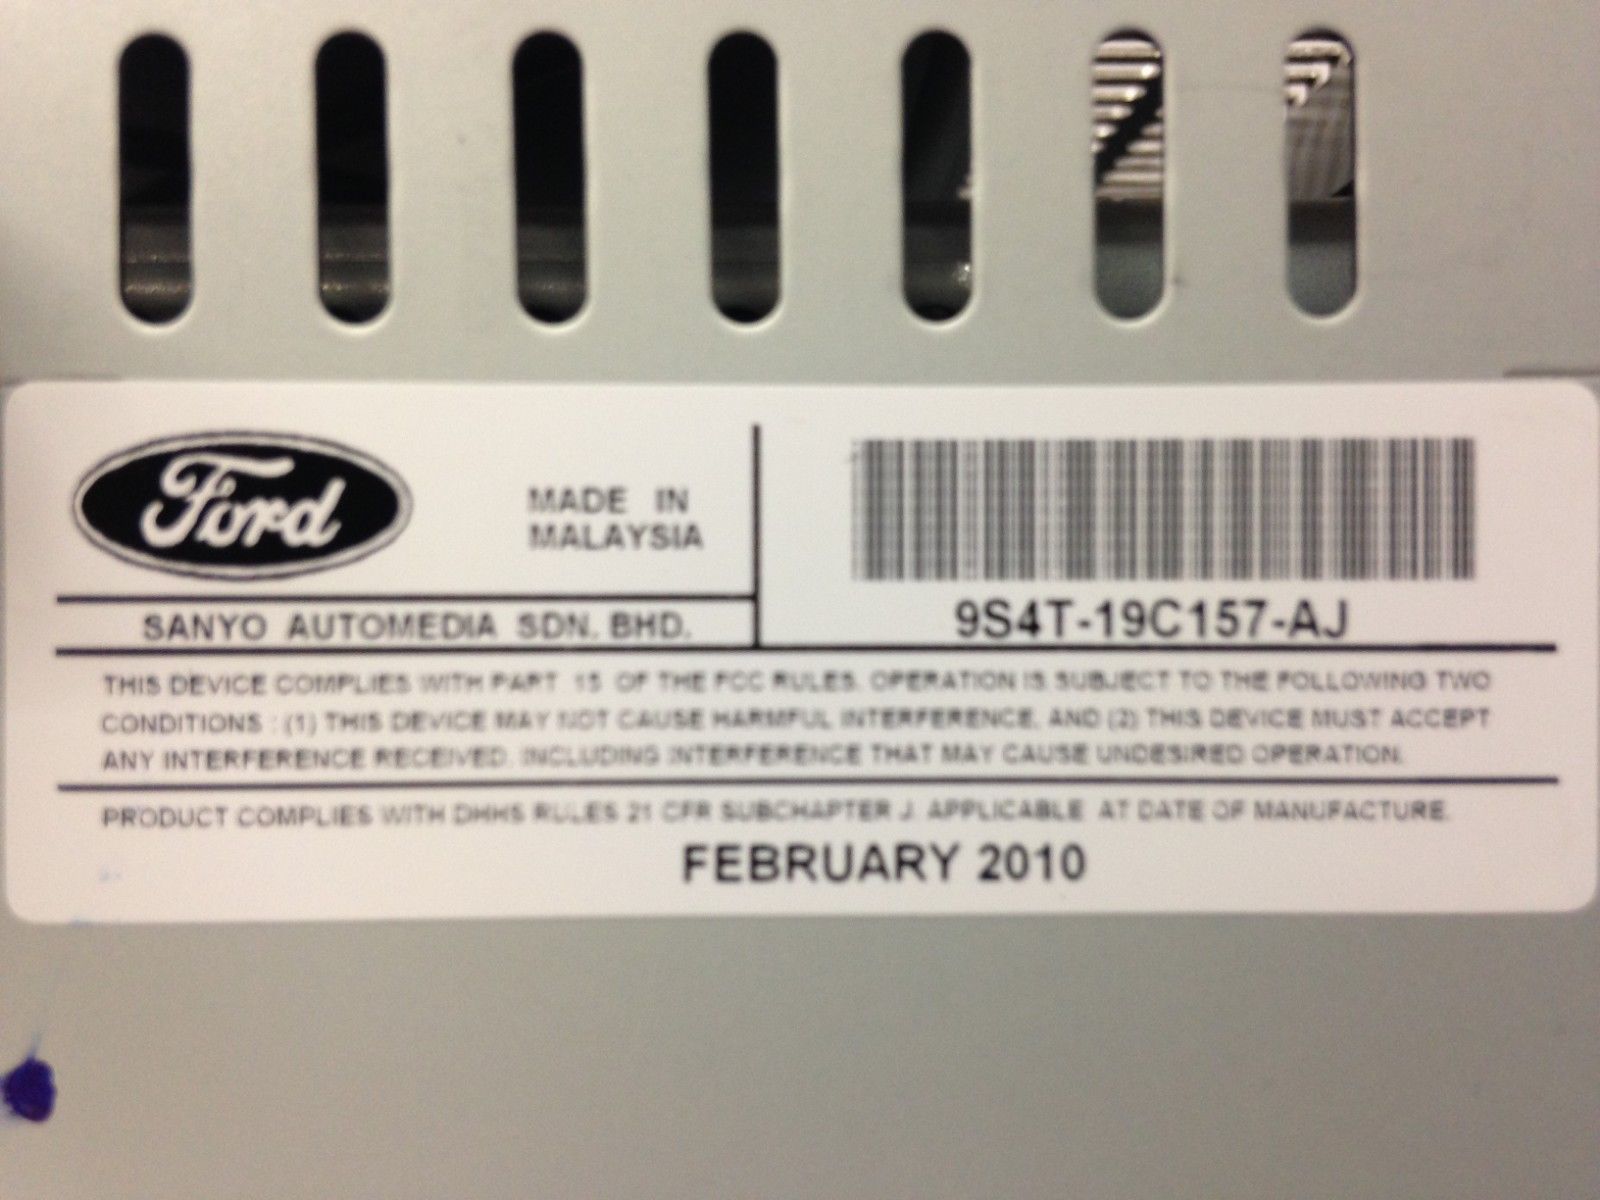 Ford
MADE IN
MALAYSIA
9S4T-19C157-AJ
SANYO AUTOMEDIA SDN. BHD.
THIS DEVICE COMPLIES WITH PART 15 OF THE FCC RULES. OPERATION IS SUBJECT TO THE FOLLOWING TWO
CONDITIONS : (1) THIS DEVICE MAY NOT CAUSE HARMFUL INTERFERENCE, AND (2) THIS DEVICE MUST ACCEPT
ANY INTERFERENCE RECEIVED, INCLUDING INTERFERENCE THAT MAY CAUSE UNDESIRED OPERATION.
PRODUCT COMPLIES WITH DHHS RULES 21 CFR SUBCHAPTER J. APPLICABLE AT DATE OF MANUFACTURE.
FEBRUARY 2010